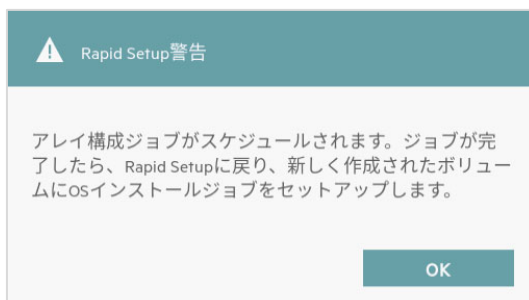 Rapid Setup警告
アレイ構成ジョブがスケジュールされます。ジョブが完
了したら、Rapid Setupに戻り、新しく作成されたボリュー
ムにOSインストールジョブをセットアップします。
OK